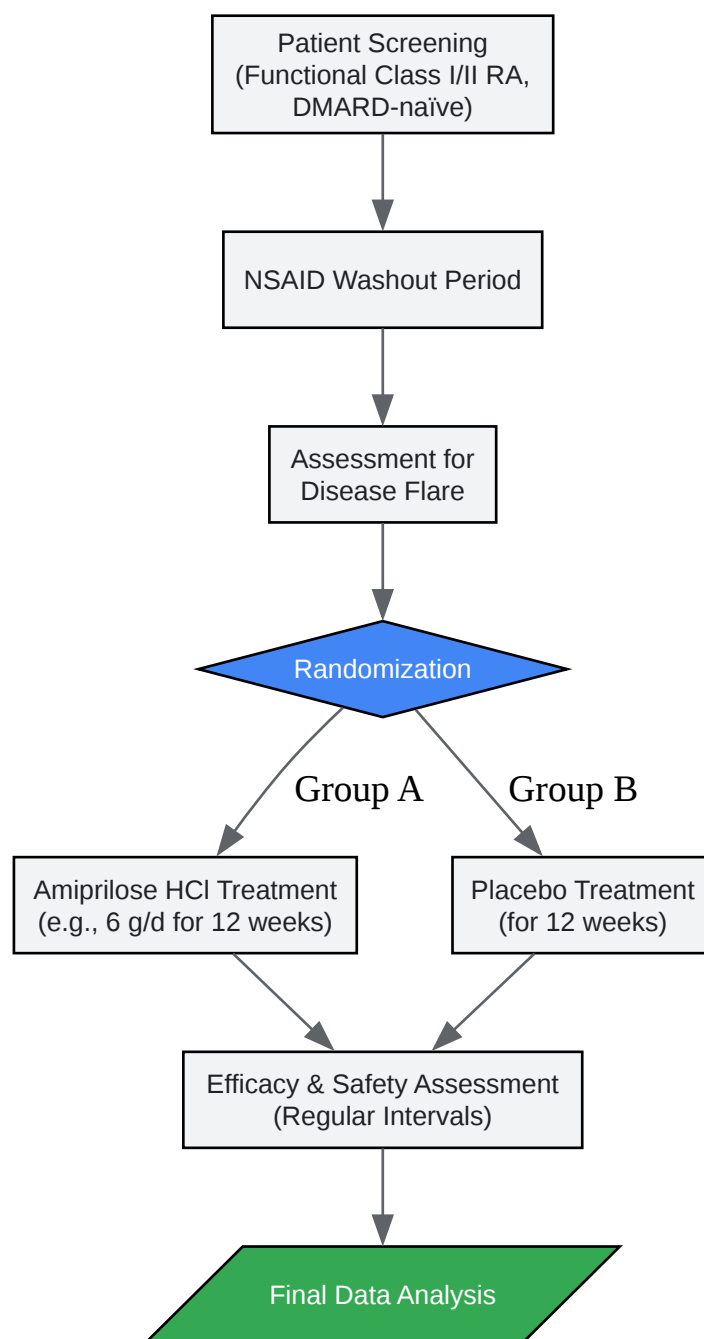 Patient Screening
(Functional Class I/II RA,
DMARD-naïve)
NSAID Washout Period
Assessment for
Disease Flare
Randomization
Group A
Group B
Amiprilose HCl Treatment
(e.g., 6 g/d for 12 weeks)
Placebo Treatment
(for 12 weeks)
Efficacy & Safety Assessment
(Regular Intervals)
Final Data Analysis